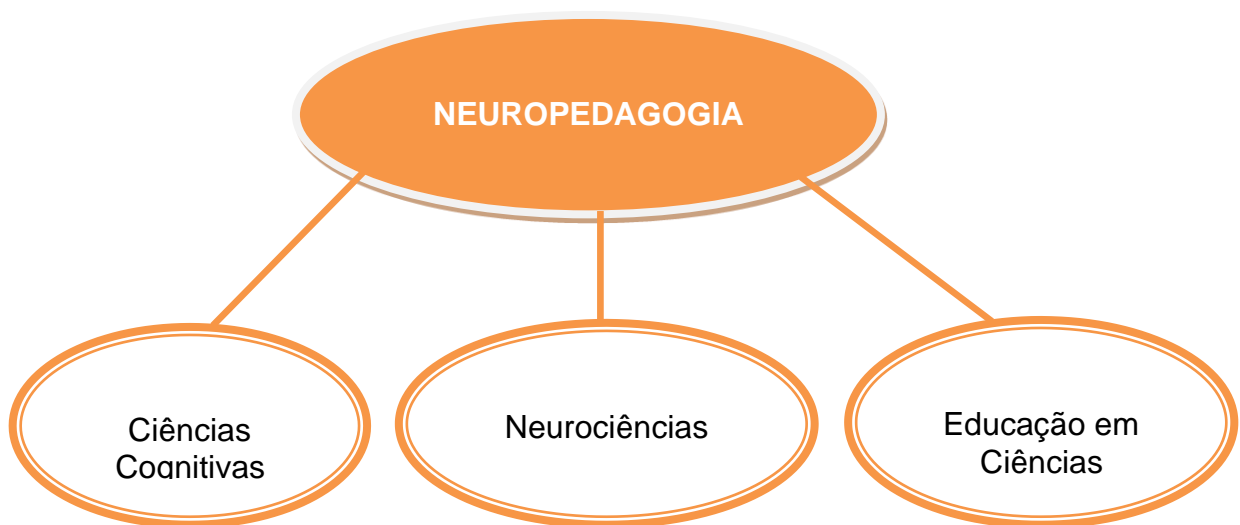 NEUROPEDAGOGIA
Ciências
Cognitivas
Neurociências
Educação em
Ciências